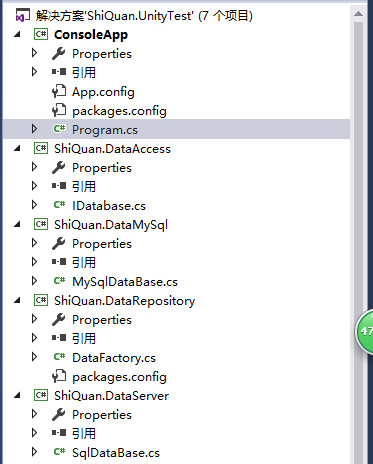 解决方案'ShiQuan.UnityTest' (7 个项目)
C# ConsoleApp
Properties
引用
App.config
packages.config
C# Program.cs
C# ShiQuan.DataAccess
Properties
引用
C# IDatabase.cs
C# ShiQuan.DataMySql
Properties
引用
C# MySqlDataBase.cs
C# ShiQuan.DataRepository
Properties
引用
47
C# DataFactory.cs
packages.config
C# ShiQuan.DataServer
Properties
引用
C# SqlDataBase.cs